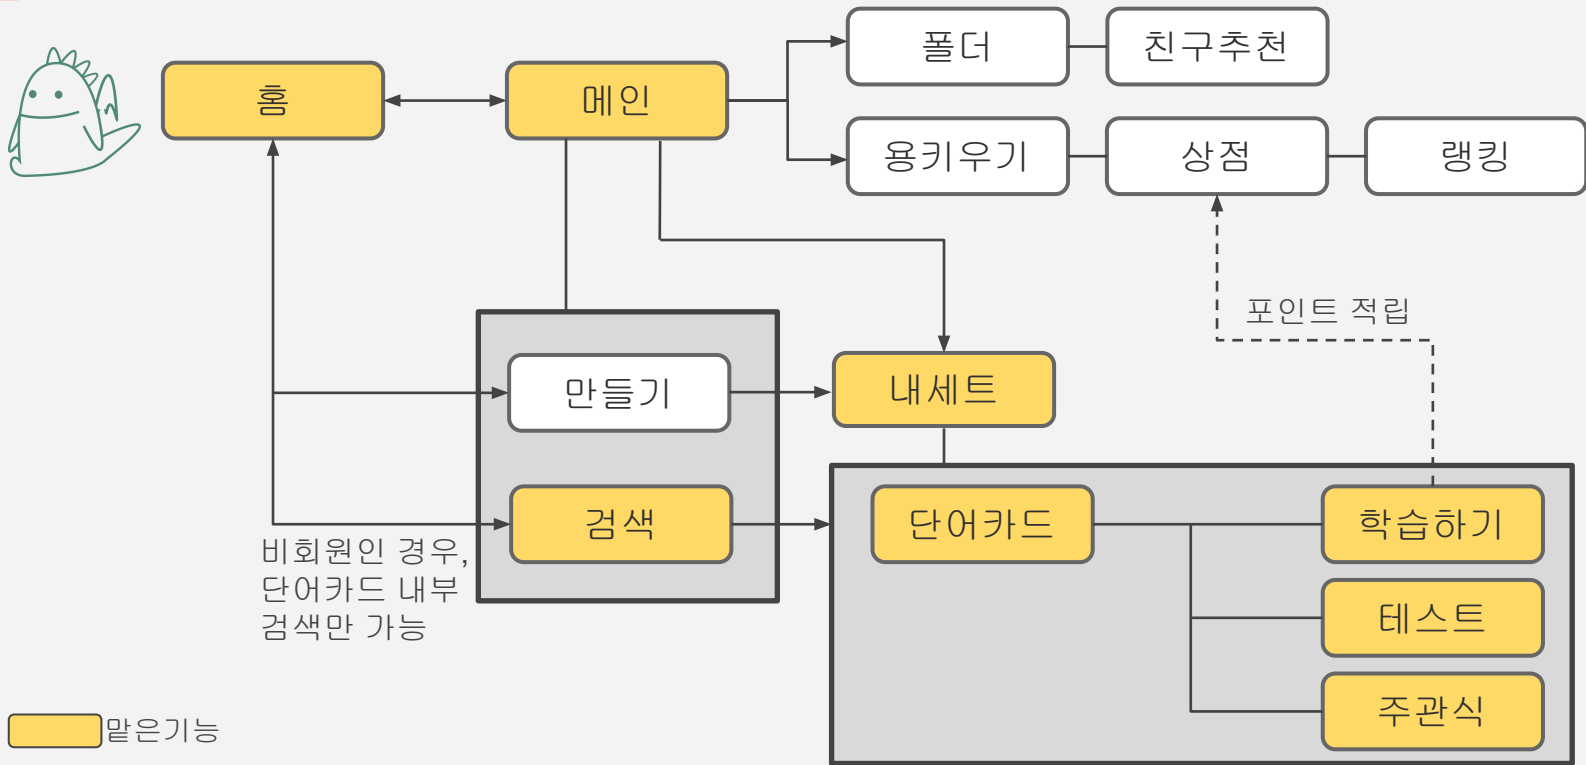 폴더
친구추천
홈
메인
용키우기
상점
랭킹
포인트 적립
만들기
내세트
검색
단어카드
학습하기
비회원인 경우,
단어카드 내부
검색만 가능
테스트
주관식
맡은기능